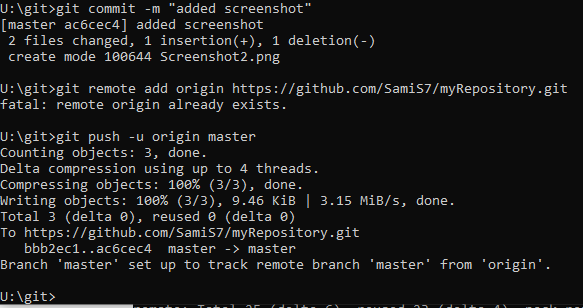 U:\git>git commit -m "added screenshot"
[master ac6cec4] added screenshot
 2 files changed, 1 insertion(+), 1 deletion(-)
 create mode 100644 Screenshot2.png
U:\git>git remote add origin https://github.com/SamiS7/myRepository.git
fatal: remote origin already exists.
U:\git>git push -u origin master
Counting objects: 3, done.
Delta compression using up to 4 threads.
Compressing objects: 100% (3/3), done.
Writing objects: 100% (3/3), 9.46 KiB | 3.15 MiB/s, done.
Total 3 (delta 0), reused 0 (delta 0)
To https://github.com/SamiS7/myRepository.git
   bbb2ec1..ac6cec4  master -> master
Branch 'master' set up to track remote branch 'master' from 'origin'.
U:\git>